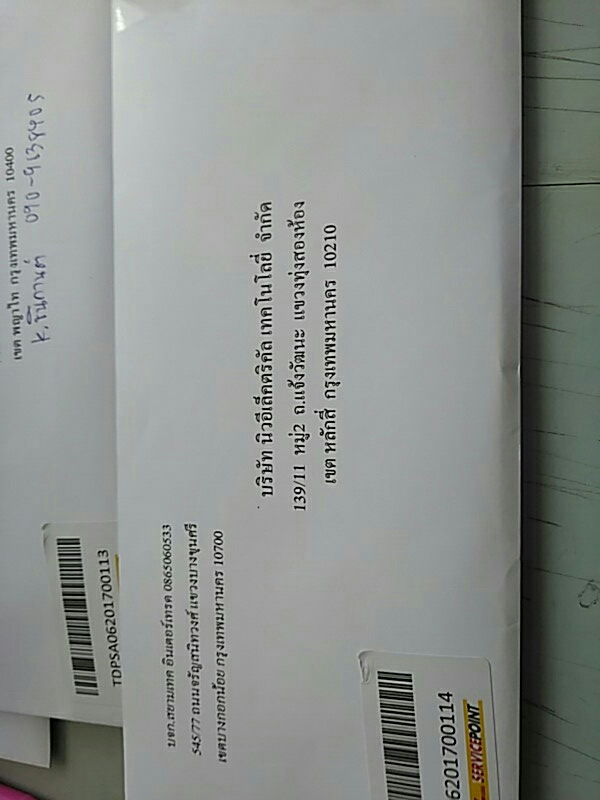 เขต พญาไท กรุงเทพมหานคร 10400
090-9138405
TDPSA06201700113
บจก.สยามเทค อินเตอร์เทรด 0865060533
545/77 ถนนจรัญสนิทวงศ์ แขวงบางขุนศรี
เขตบางกอกน้อย กรุงเทพมหานคร 10700
บริษัท นิวอีเล็คตริคัล เทคโนโลยี่ จำกัด
139/11 หมู่2 ถ.แจ้งวัฒนะ แขวงทุ่งสองห้อง
เขต หลักสี่ กรุงเทพมหานคร 10210
6201700114
SERVICEPOINT